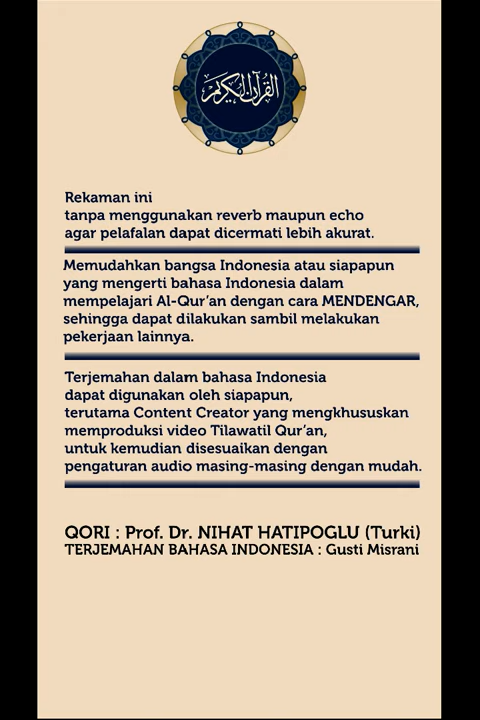 القرآن الكريم
Rekaman ini
tanpa menggunakan reverb maupun echo
agar pelafalan dapat dicermati lebih akurat.
Memudahkan bangsa Indonesia atau siapapun
yang mengerti bahasa Indonesia dalam
mempelajari Al-Qur’an dengan cara MENDENGAR,
sehingga dapat dilakukan sambil melakukan
pekerjaan lainnya.
Terjemahan dalam bahasa Indonesia
dapat digunakan oleh siapapun,
terutama Content Creator yang mengkhususkan
memproduksi video Tilawatil Qur’an,
untuk kemudian disesuaikan dengan
pengaturan audio masing-masing dengan mudah.
QORI : Prof. Dr. NIHAT HATIPOGLU (Turki)
TERJEMAHAN BAHASA INDONESIA : Gusti Misrani